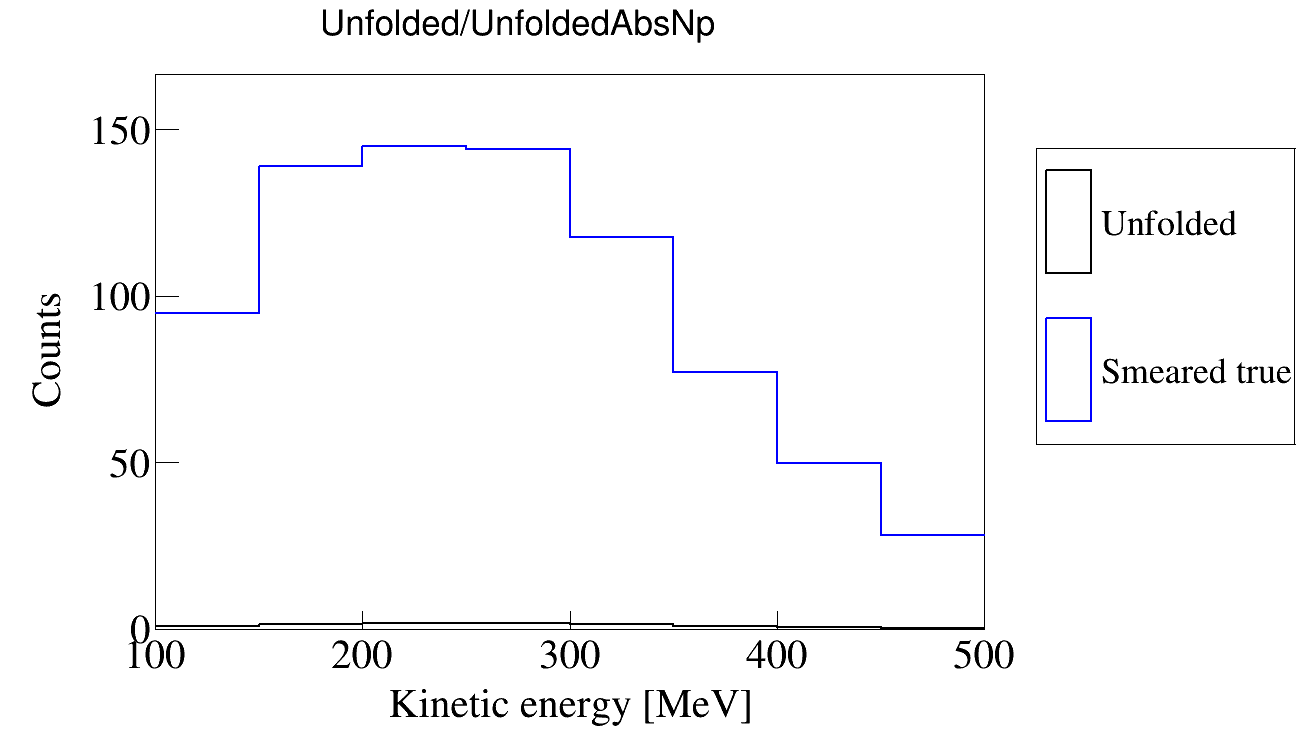 Unfolded/UnfoldedAbsNp
150
100
50
0
Counts
100 200 300 400 500
Kinetic energy [MeV]
Unfolded
Smeared true